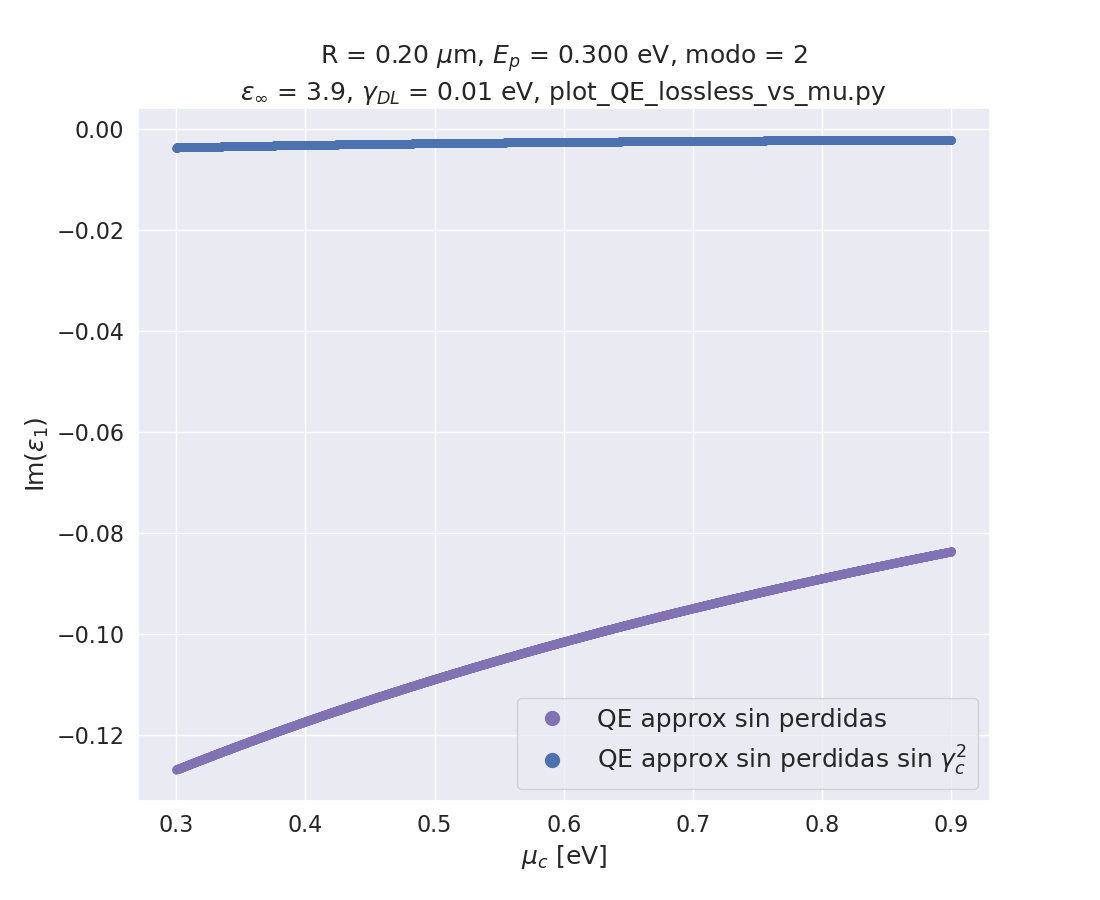 R = 0.20 μm, E_p = 0.300 eV, modo = 2
ε_∞ = 3.9, γ_DL = 0.01 eV, plot_QE_lossless_vs_mu.py
0.00
−0.02
−0.04
−0.06
−0.08
−0.10
−0.12
Im(ε_1)
QE approx sin perdidas
QE approx sin perdidas sin γ_c^2
0.3 0.4 0.5 0.6 0.7 0.8 0.9
μ_c [eV]